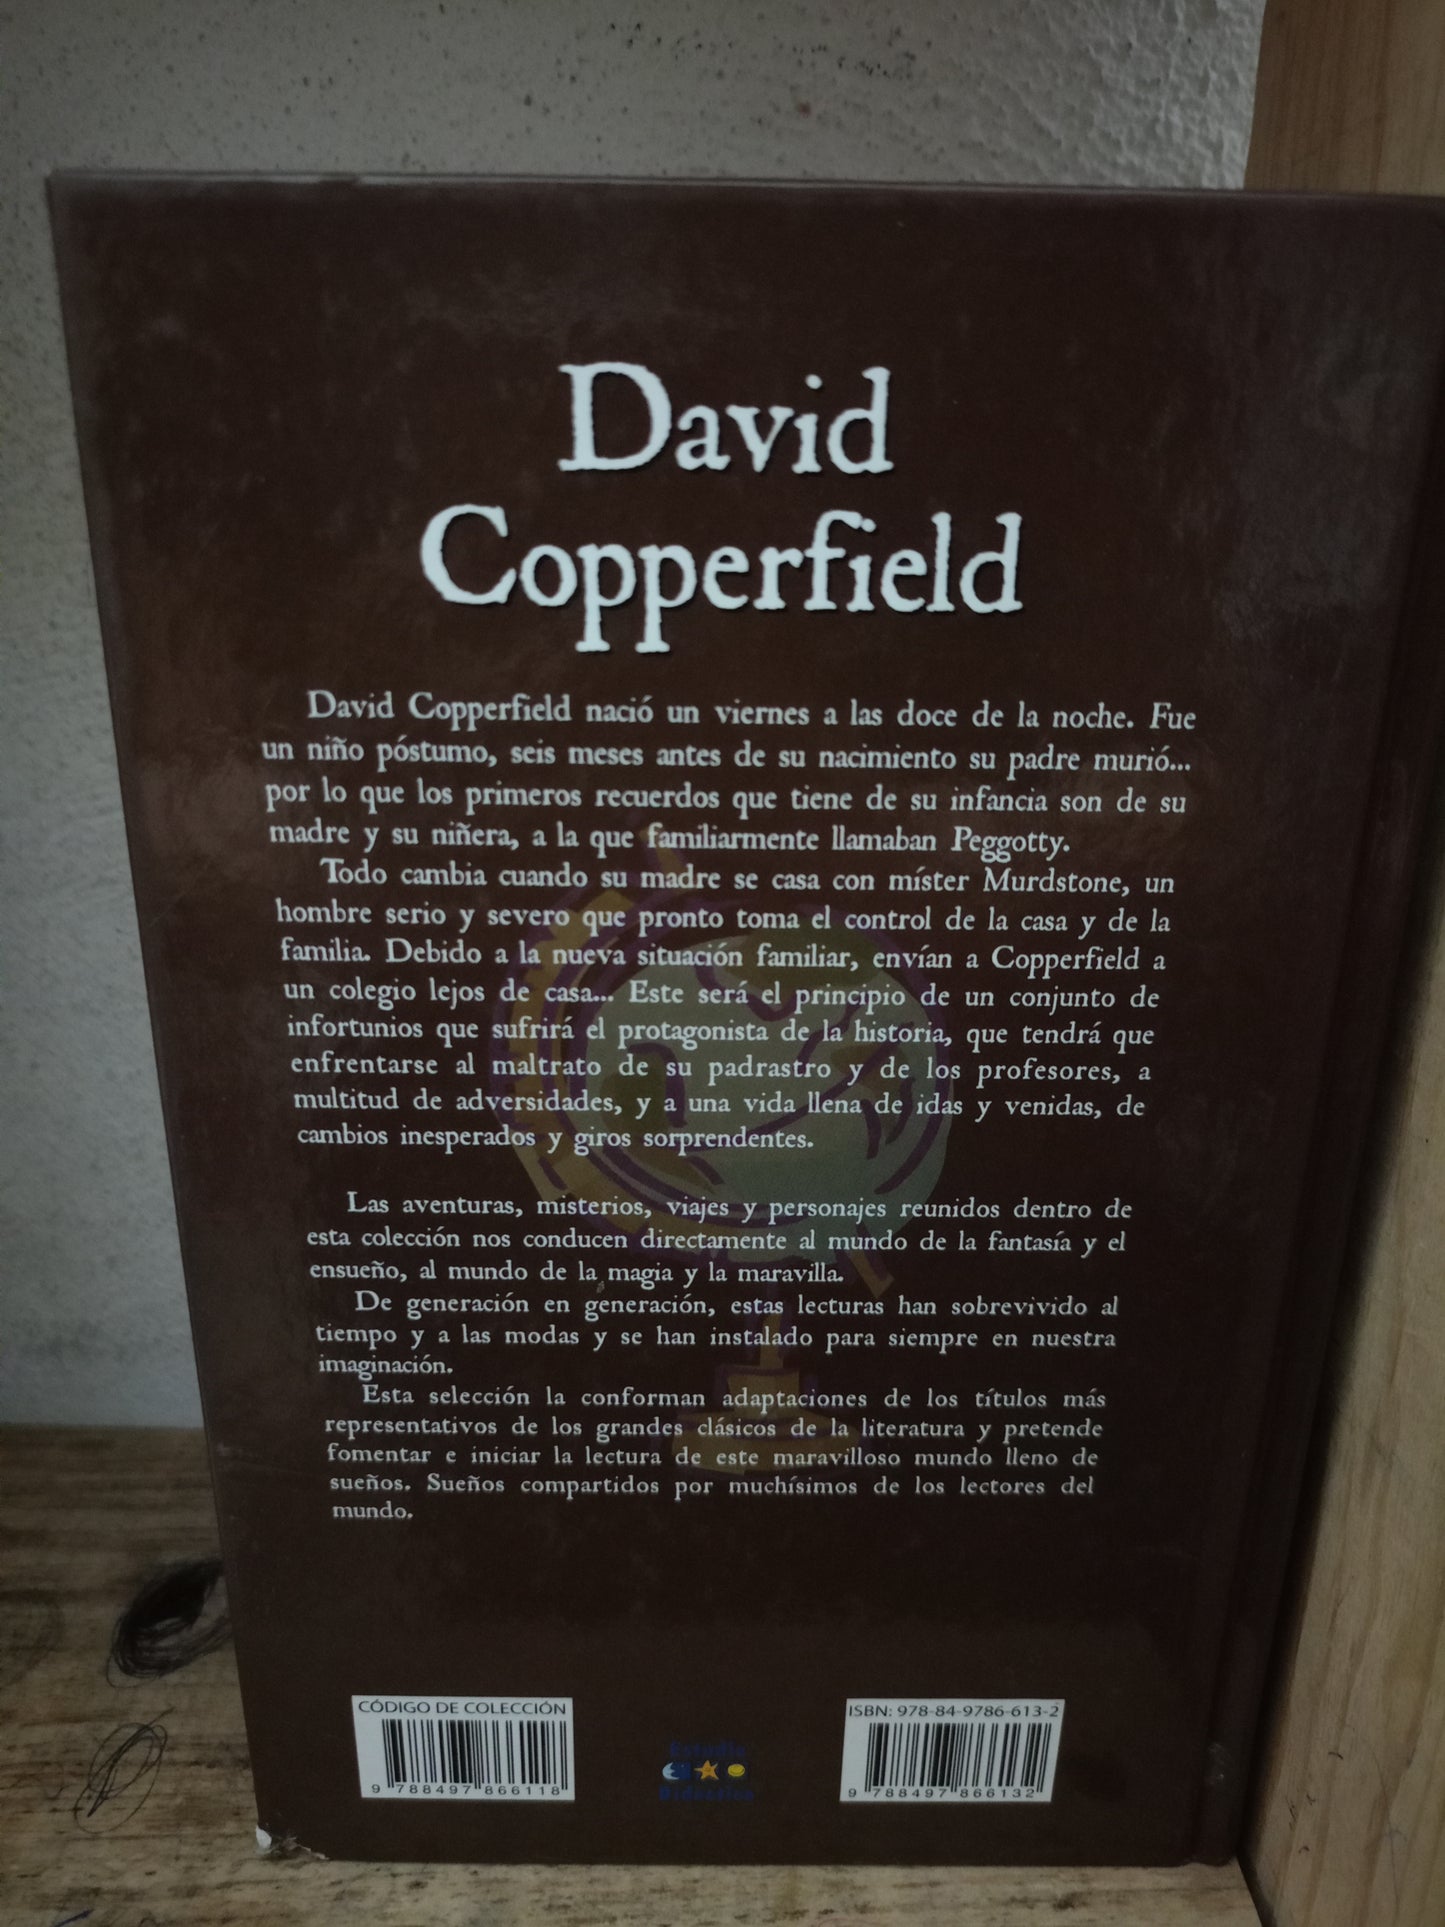 David
Copperfield
David Copperfield nació un viernes a las doce de la noche. Fue
un niño póstumo, seis meses antes de su nacimiento su padre murió...
por lo que los primeros recuerdos que tiene de su infancia son de su
madre y su niñera, a la que familiarmente llamaban Peggotty.
Todo cambia cuando su madre se casa con míster Murdstone, un
hombre serio y severo que pronto toma el control de la casa y de la
familia. Debido a la nueva situación familiar, envían a Copperfield a
un colegio lejos de casa... Este será el principio de un conjunto de
infortunios que sufrirá el protagonista de la historia, que tendrá que
enfrentarse al maltrato de su padrastro y de los profesores, a
multitud de adversidades, y a una vida llena de idas y venidas, de
cambios inesperados y giros sorprendentes.
Las aventuras, misterios, viajes y personajes reunidos dentro de
esta colección nos conducen directamente al mundo de la fantasía y el
ensueño, al mundo de la magia y la maravilla.
De generación en generación, estas lecturas han sobrevivido al
tiempo y a las modas y se han instalado para siempre en nuestra
imaginación.
Esta selección la conforman adaptaciones de los títulos más
representativos de los grandes clásicos de la literatura y pretende
fomentar e iniciar la lectura de este maravilloso mundo lleno de
sueños. Sueños compartidos por muchísimos de los lectores del
mundo.
CÓDIGO DE COLECCIÓN
9 788497 866118
Estudio
Didáctico
ISBN: 978-84-9786-613-2
9 788497 866132